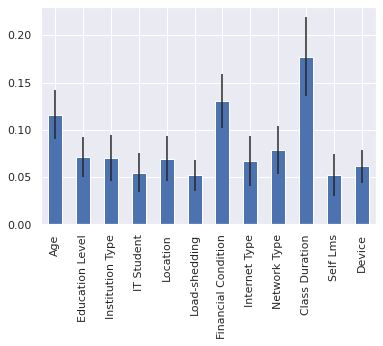 0.20
0.15
0.10
0.05
0.00
Age
Education Level
Institution Type
IT Student
Location
Load-shedding
Financial Condition
Internet Type
Network Type
Class Duration
Self Lms
Device